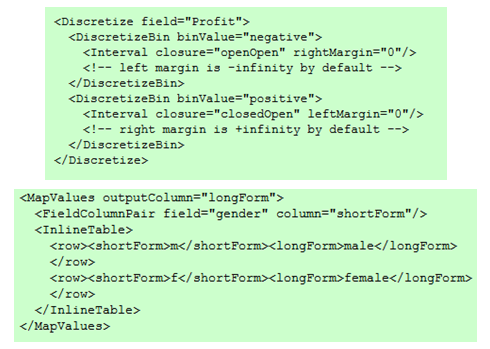 <Discretize field="Profit">
  <DiscretizeBin binValue="negative">
    <Interval closure="openOpen" rightMargin="0"/>
    <!-- left margin is -infinity by default -->
  </DiscretizeBin>
  <DiscretizeBin binValue="positive">
    <Interval closure="closedOpen" leftMargin="0"/>
    <!-- right margin is +infinity by default -->
  </DiscretizeBin>
</Discretize>
<MapValues outputColumn="longForm">
  <FieldColumnPair field="gender" column="shortForm"/>
  <InlineTable>
    <row><shortForm>m</shortForm><longForm>male</longForm>
    </row>
    <row><shortForm>f</shortForm><longForm>female</longForm>
    </row>
  </InlineTable>
</MapValues>